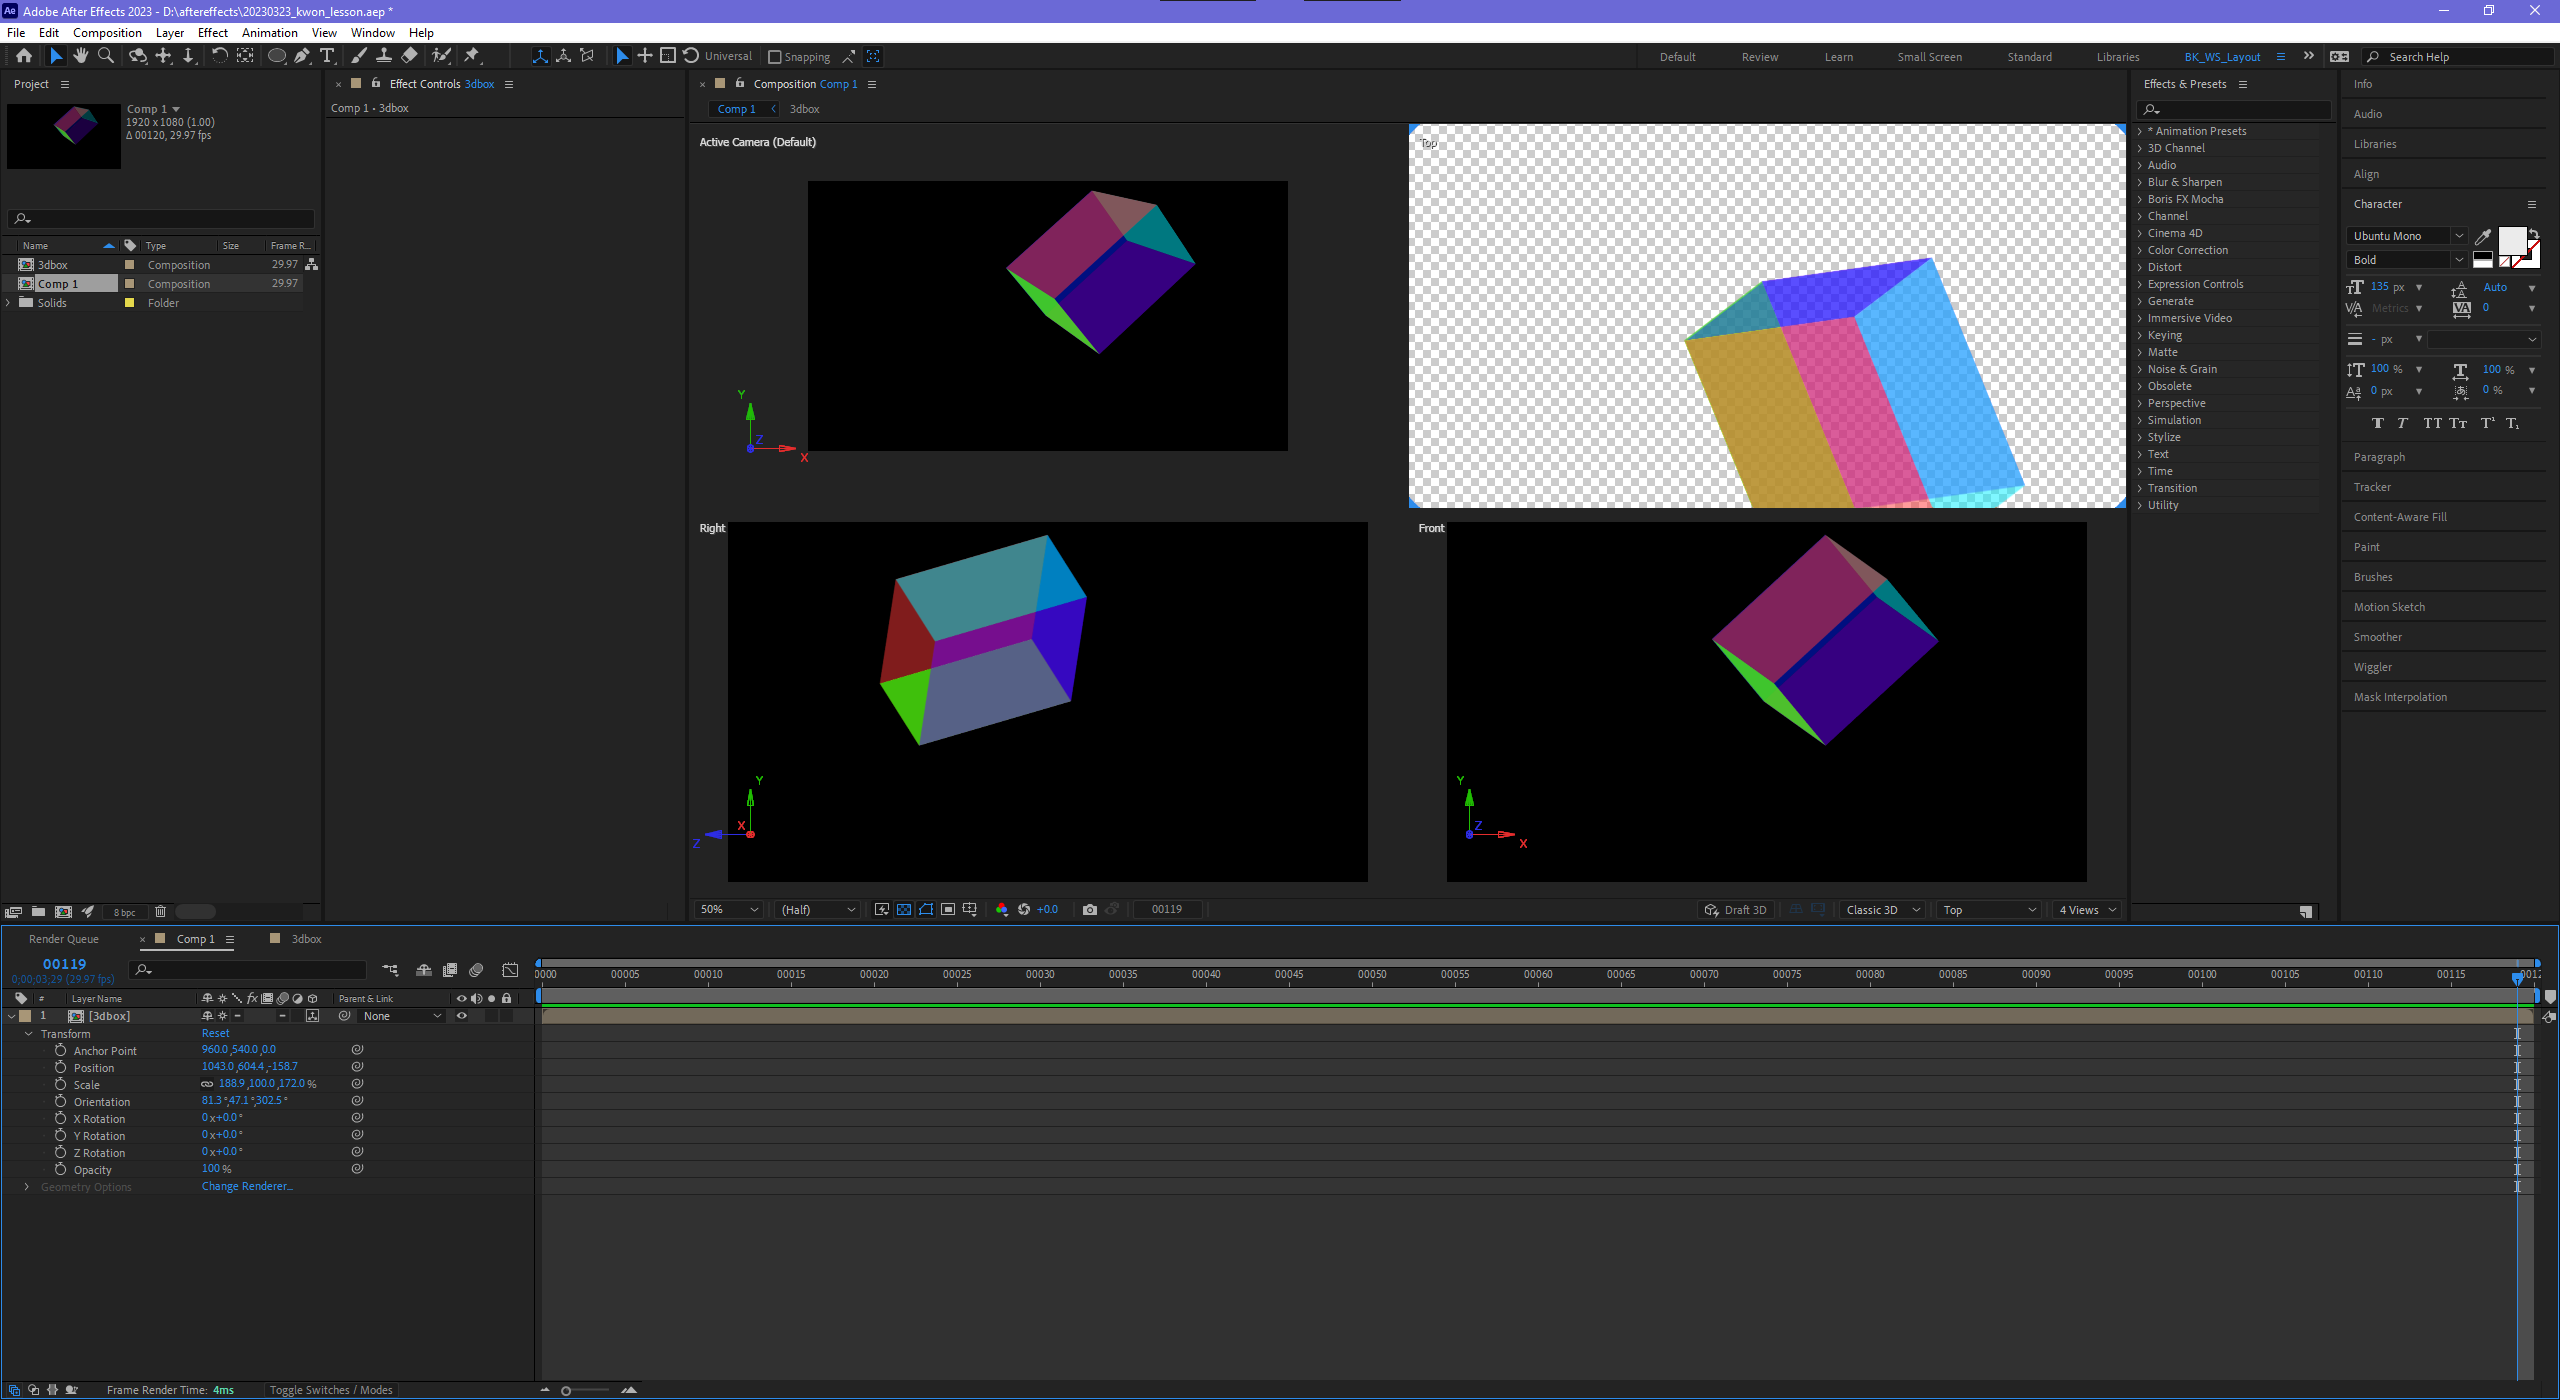 Ae Adobe After Effects 2023 - D:\aftereffects\20230323_kwon_lesson.aep *
File Edit Composition Layer Effect Animation View Window Help
Universal Snapping Default Review Learn Small Screen Standard Libraries BK_WS_Layout Search Help
Project
Comp 1
1920 x 1080 (1.00)
Δ 00120, 29.97 fps
Name Type Size Frame R...
3dbox Composition 29.97
Comp 1 Composition 29.97
Solids Folder
8 bpc
Effect Controls 3dbox
Comp 1 • 3dbox
Composition Comp 1
Comp 1 3dbox
Active Camera (Default)
Y
Z
X
Top
Right
Y
X
Z
Front
Y
Z
X
50% (Half) +0.0 00119 Draft 3D Classic 3D Top 4 Views
Effects & Presets
* Animation Presets
3D Channel
Audio
Blur & Sharpen
Boris FX Mocha
Channel
Cinema 4D
Color Correction
Distort
Expression Controls
Generate
Immersive Video
Keying
Matte
Noise & Grain
Obsolete
Perspective
Simulation
Stylize
Text
Time
Transition
Utility
Info
Audio
Libraries
Align
Character
Ubuntu Mono
Bold
135 px Auto
Metrics 0
- px
100 % 100 %
0 px 0 %
T T TT Tt T¹ T₁
Paragraph
Tracker
Content-Aware Fill
Paint
Brushes
Motion Sketch
Smoother
Wiggler
Mask Interpolation
Render Queue Comp 1 3dbox
00119
0;00;03;29 (29.97 fps)
0000 00005 00010 00015 00020 00025 00030 00035 00040 00045 00050 00055 00060 00065 00070 00075 00080 00085 00090 00095 00100 00105 00110 00115 0012
# Layer Name Parent & Link
1 [3dbox] None
Transform Reset
Anchor Point 960.0,540.0,0.0
Position 1043.0,604.4,-158.7
Scale 188.9,100.0,172.0 %
Orientation 81.3°,47.1°,302.5°
X Rotation 0x+0.0°
Y Rotation 0x+0.0°
Z Rotation 0x+0.0°
Opacity 100 %
Geometry Options Change Renderer...
Frame Render Time: 4ms Toggle Switches / Modes